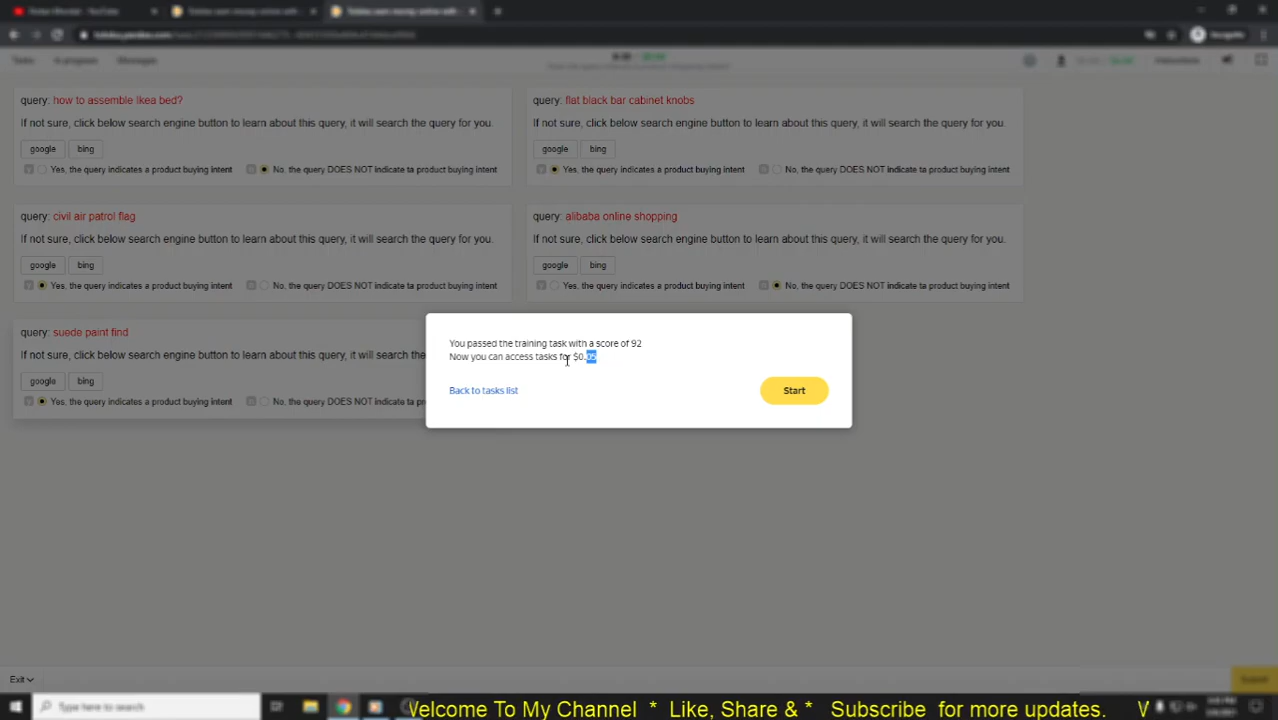 Tasks
In progress
Messages
Instructions
query: how to assemble Ikea bed?
If not sure, click below search engine button to learn about this query, it will search the query for you.
google
bing
Yes, the query indicates a product buying intent
No, the query DOES NOT indicate ta product buying intent
query: flat black bar cabinet knobs
If not sure, click below search engine button to learn about this query, it will search the query for you.
google
bing
Yes, the query indicates a product buying intent
No, the query DOES NOT indicate ta product buying intent
query: civil air patrol flag
If not sure, click below search engine button to learn about this query, it will search the query for you.
google
bing
Yes, the query indicates a product buying intent
No, the query DOES NOT indicate ta product buying intent
query: alibaba online shopping
If not sure, click below search engine button to learn about this query, it will search the query for you.
google
bing
Yes, the query indicates a product buying intent
No, the query DOES NOT indicate ta product buying intent
query: suede paint find
If not sure, click below search engine button to
google
bing
Yes, the query indicates a product buying intent
No, the query DOES NOT indicate ta pr
You passed the training task with a score of 92
Now you can access tasks for $0.05
Back to tasks list
Start
Exit
Submit
Type here to search
Welcome To My Channel * Like, Share & * Subscribe for more updates. V